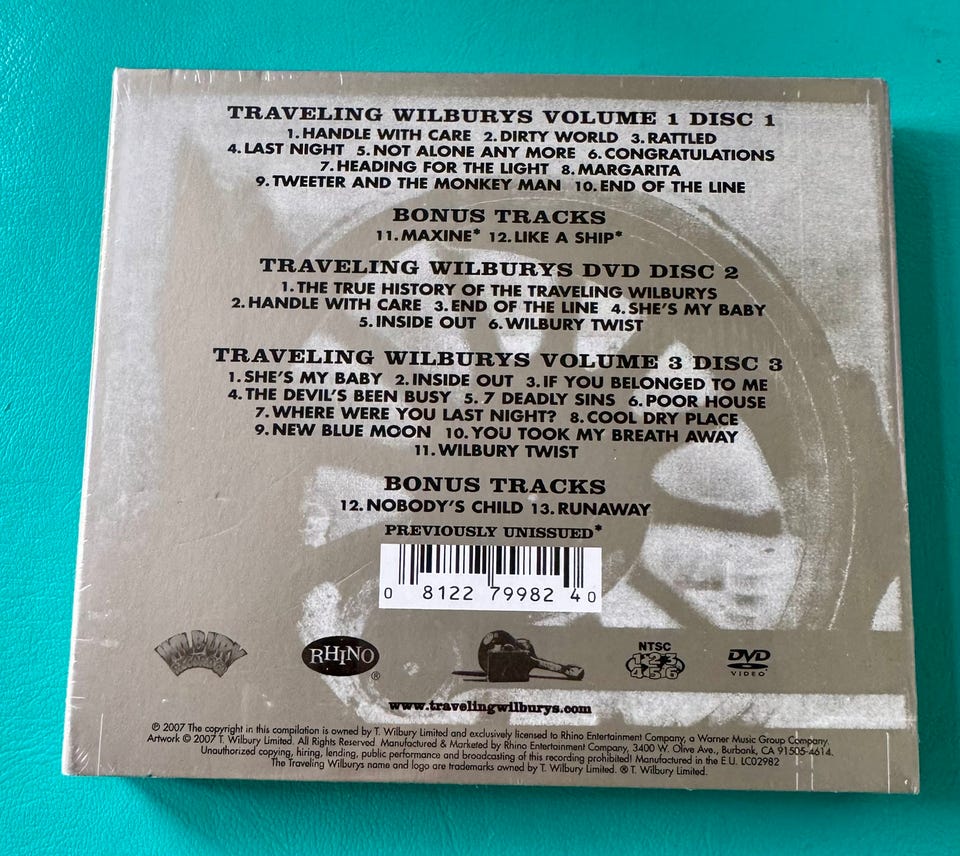 TRAVELING WILBURYS VOLUME 1 DISC 1
1. HANDLE WITH CARE 2. DIRTY WORLD 3. RATTLED
4. LAST NIGHT 5. NOT ALONE ANY MORE 6. CONGRATULATIONS
7. HEADING FOR THE LIGHT 8. MARGARITA
9. TWEETER AND THE MONKEY MAN 10. END OF THE LINE
BONUS TRACKS
11. MAXINE* 12. LIKE A SHIP*
TRAVELING WILBURYS DVD DISC 2
1. THE TRUE HISTORY OF THE TRAVELING WILBURYS
2. HANDLE WITH CARE 3. END OF THE LINE 4. SHE'S MY BABY
5. INSIDE OUT 6. WILBURY TWIST
TRAVELING WILBURYS VOLUME 3 DISC 3
1. SHE'S MY BABY 2. INSIDE OUT 3. IF YOU BELONGED TO ME
4. THE DEVIL'S BEEN BUSY 5. 7 DEADLY SINS 6. POOR HOUSE
7. WHERE WERE YOU LAST NIGHT? 8. COOL DRY PLACE
9. NEW BLUE MOON 10. YOU TOOK MY BREATH AWAY
11. WILBURY TWIST
BONUS TRACKS
12. NOBODY'S CHILD 13. RUNAWAY
PREVIOUSLY UNISSUED*
0 8122 79982 4 0
WILBURY
RHINO ®
NTSC
1 2 3
4 5 6
DVD
VIDEO
www.travelingwilburys.com
℗ 2007 The copyright in this compilation is owned by T. Wilbury Limited and exclusively licensed to Rhino Entertainment Company, a Warner Music Group Company.
Artwork © 2007 T. Wilbury Limited. All Rights Reserved Manufactured & Marketed by Rhino Entertainment Company, 3400 W. Olive Ave., Burbank, CA 91505-4614.
Unauthorized copying, hiring, lending, public performance and broadcasting of this recording prohibited! Manufactured in the E.U. LC02982
The Traveling Wilburys name and logo are trademarks owned by T. Wilbury Limited. ® T. Wilbury Limited.